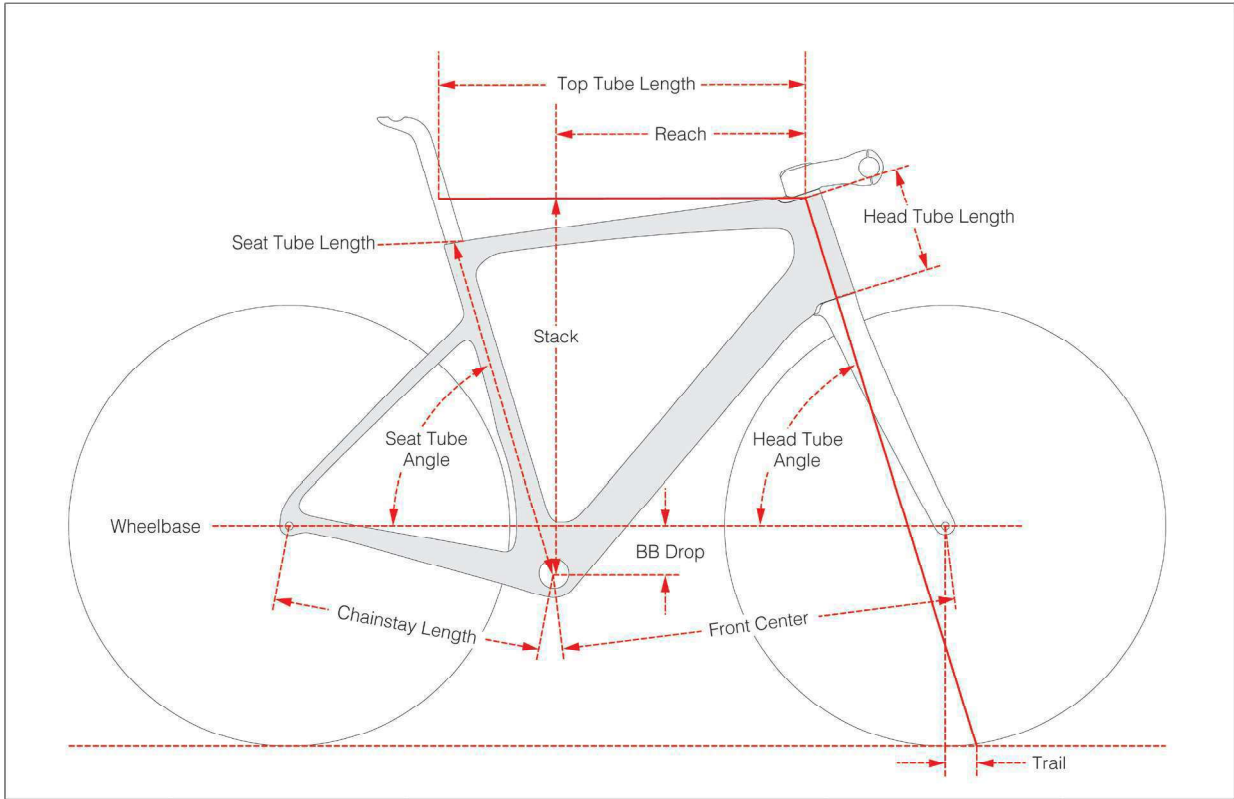 Top Tube Length
Reach
Head Tube Length
Seat Tube Length
Stack
Seat Tube
Angle
Head Tube
Angle
Wheelbase
BB Drop
Chainstay Length
Front Center
Trail